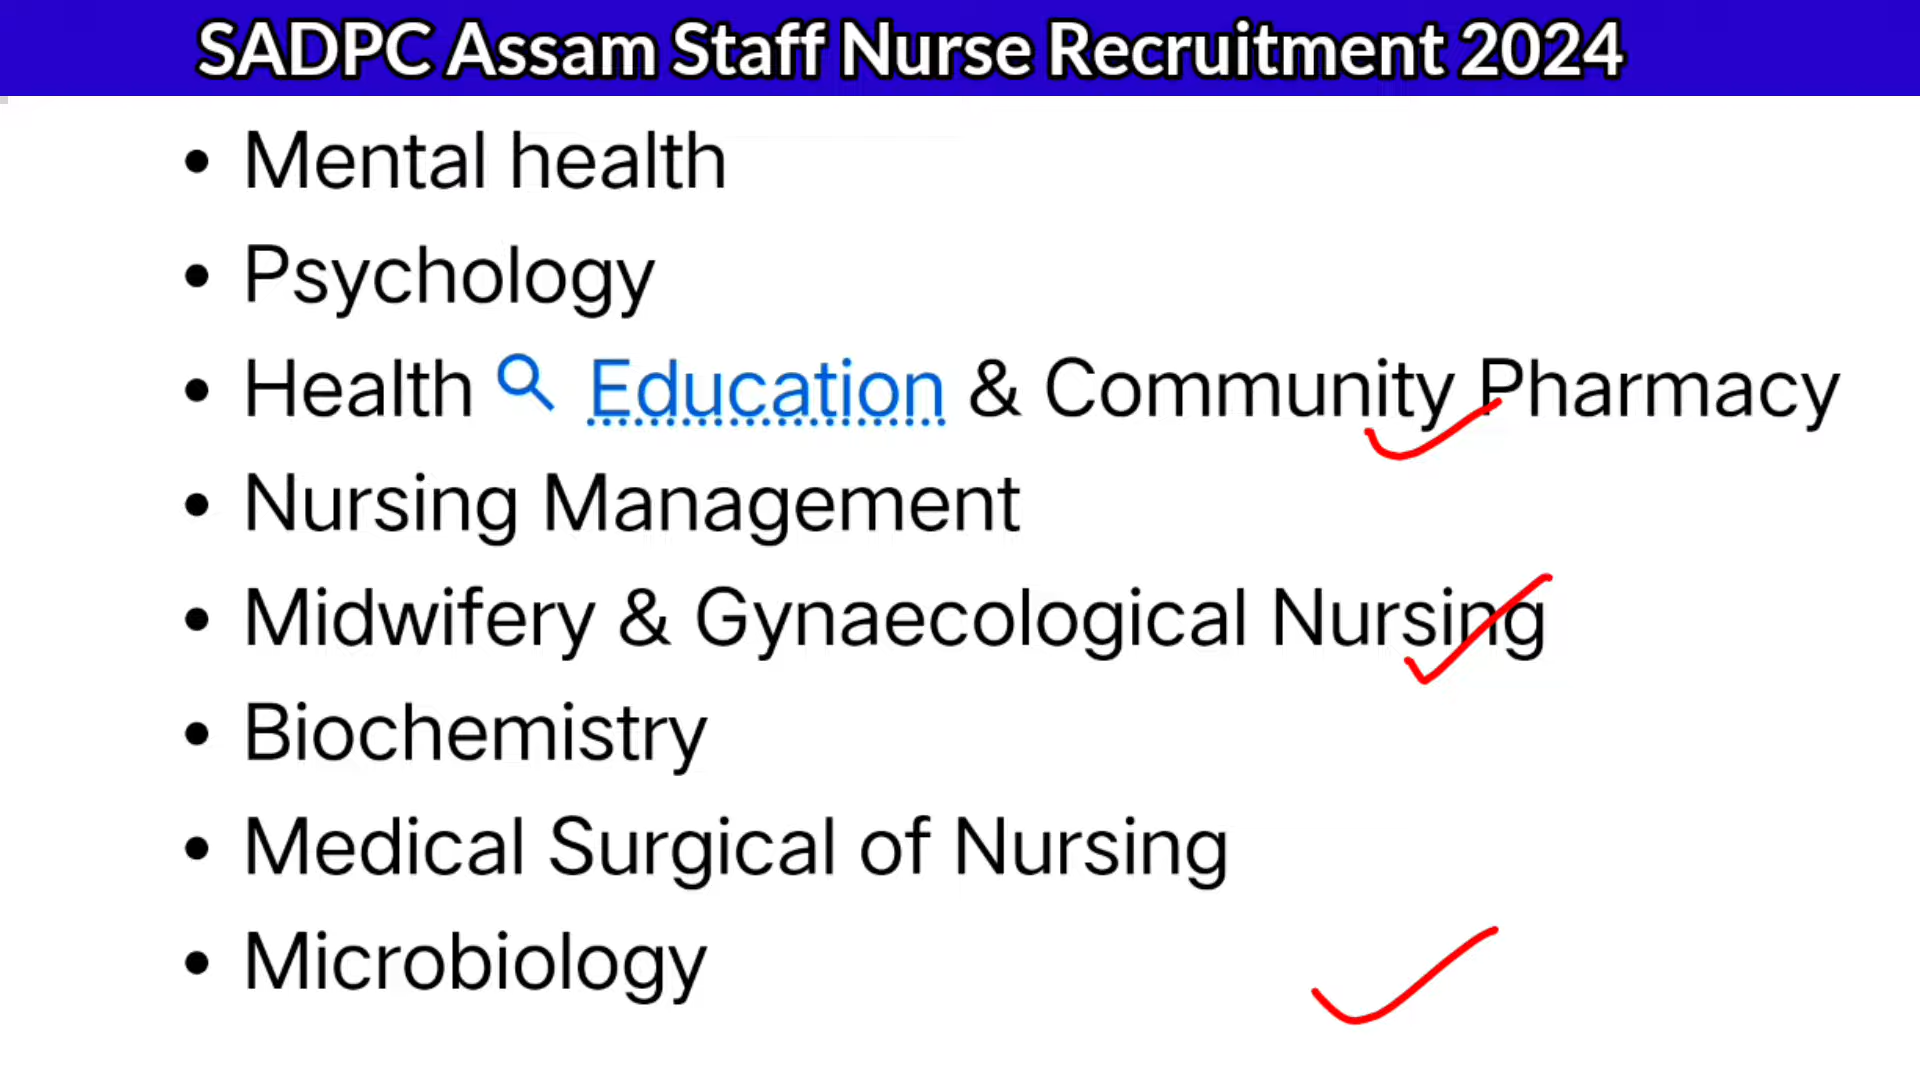 SADPC Assam Staff Nurse Recruitment 2024
• Mental health
• Psychology
• Health Education & Community Pharmacy
• Nursing Management
• Midwifery & Gynaecological Nursing
• Biochemistry
• Medical Surgical of Nursing
• Microbiology